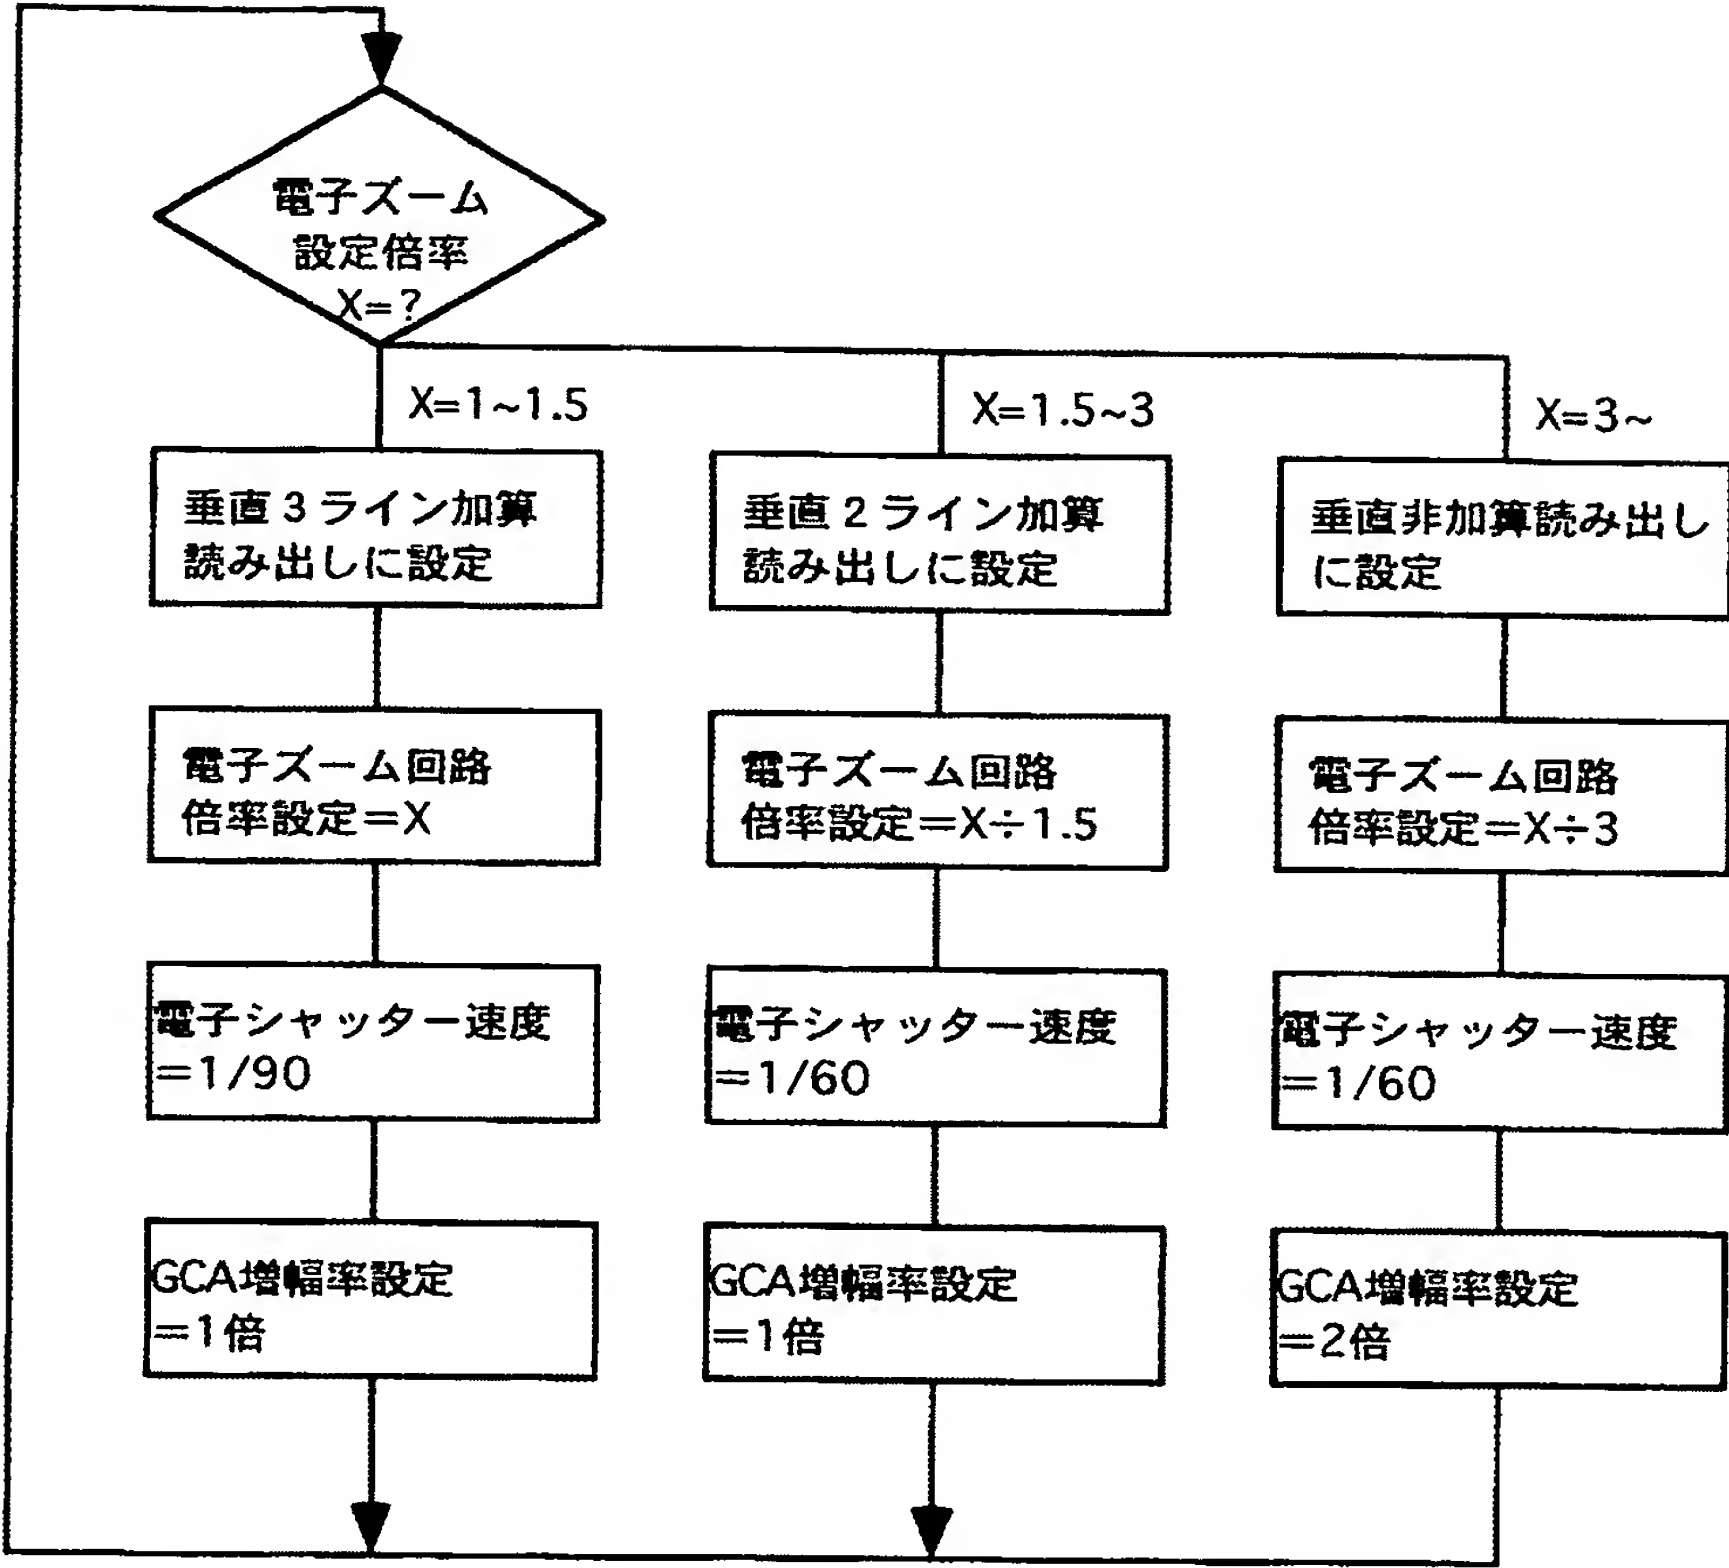 電子ズーム
設定倍率
X=?
X=1~1.5
X=1.5~3
X=3~
垂直3ライン加算
読み出しに設定
垂直2ライン加算
読み出しに設定
垂直非加算読み出し
に設定
電子ズーム回路
倍率設定=X
電子ズーム回路
倍率設定=X÷1.5
電子ズーム回路
倍率設定=X÷3
電子シャッター速度
=1/90
電子シャッター速度
=1/60
電子シャッター速度
=1/60
GCA増幅率設定
=1倍
GCA増幅率設定
=1倍
GCA増幅率設定
=2倍